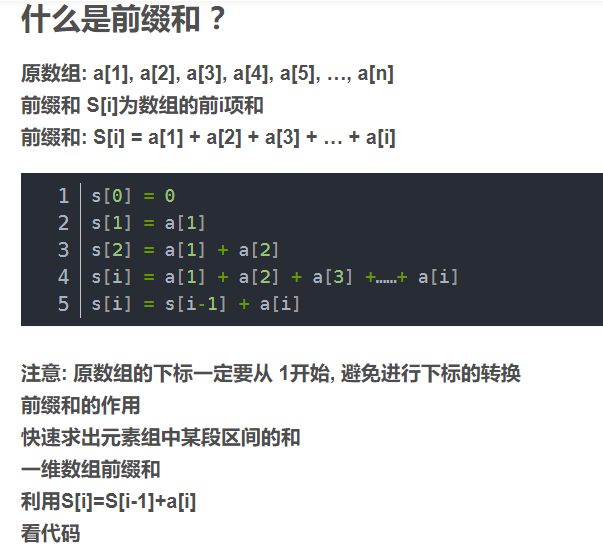 什么是前缀和？
原数组: a[1], a[2], a[3], a[4], a[5], …, a[n]
前缀和 S[i]为数组的前i项和
前缀和: S[i] = a[1] + a[2] + a[3] + … + a[i]
1 s[0] = 0
2 s[1] = a[1]
3 s[2] = a[1] + a[2]
4 s[i] = a[1] + a[2] + a[3] +……+ a[i]
5 s[i] = s[i-1] + a[i]
注意: 原数组的下标一定要从 1开始, 避免进行下标的转换
前缀和的作用
快速求出元素组中某段区间的和
一维数组前缀和
利用S[i]=S[i-1]+a[i]
看代码